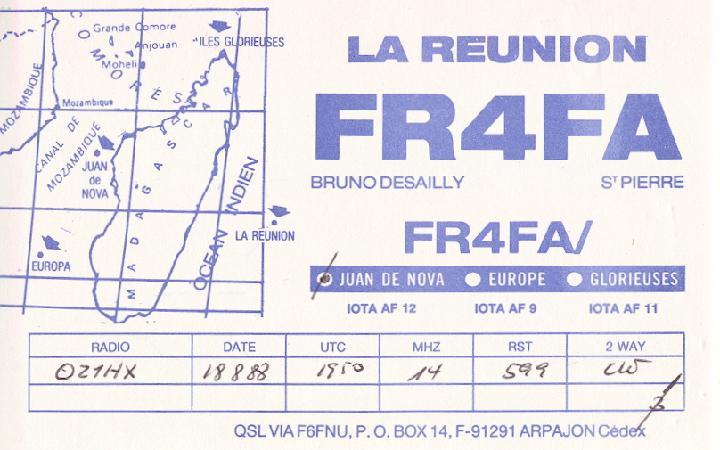 Grande Comore
Anjouan
Moheli
COMORES
ILES GLORIEUSES
MOZAMBIQUE
Mozambique
CANAL DE
MOZAMBIQUE
JUAN
de
NOVA
MADAGASCAR
OCEAN INDIEN
LA REUNION
EUROPA
LA REUNION
FR4FA
BRUNO DESAILLY ST PIERRE
FR4FA/
JUAN DE NOVA EUROPE GLORIEUSES
IOTA AF 12 IOTA AF 9 IOTA AF 11
RADIO DATE UTC MHZ RST 2 WAY
OZ1HX 18 8 88 1950 14 599 CW
QSL VIA F6FNU, P. O. BOX 14, F-91291 ARPAJON Cédex